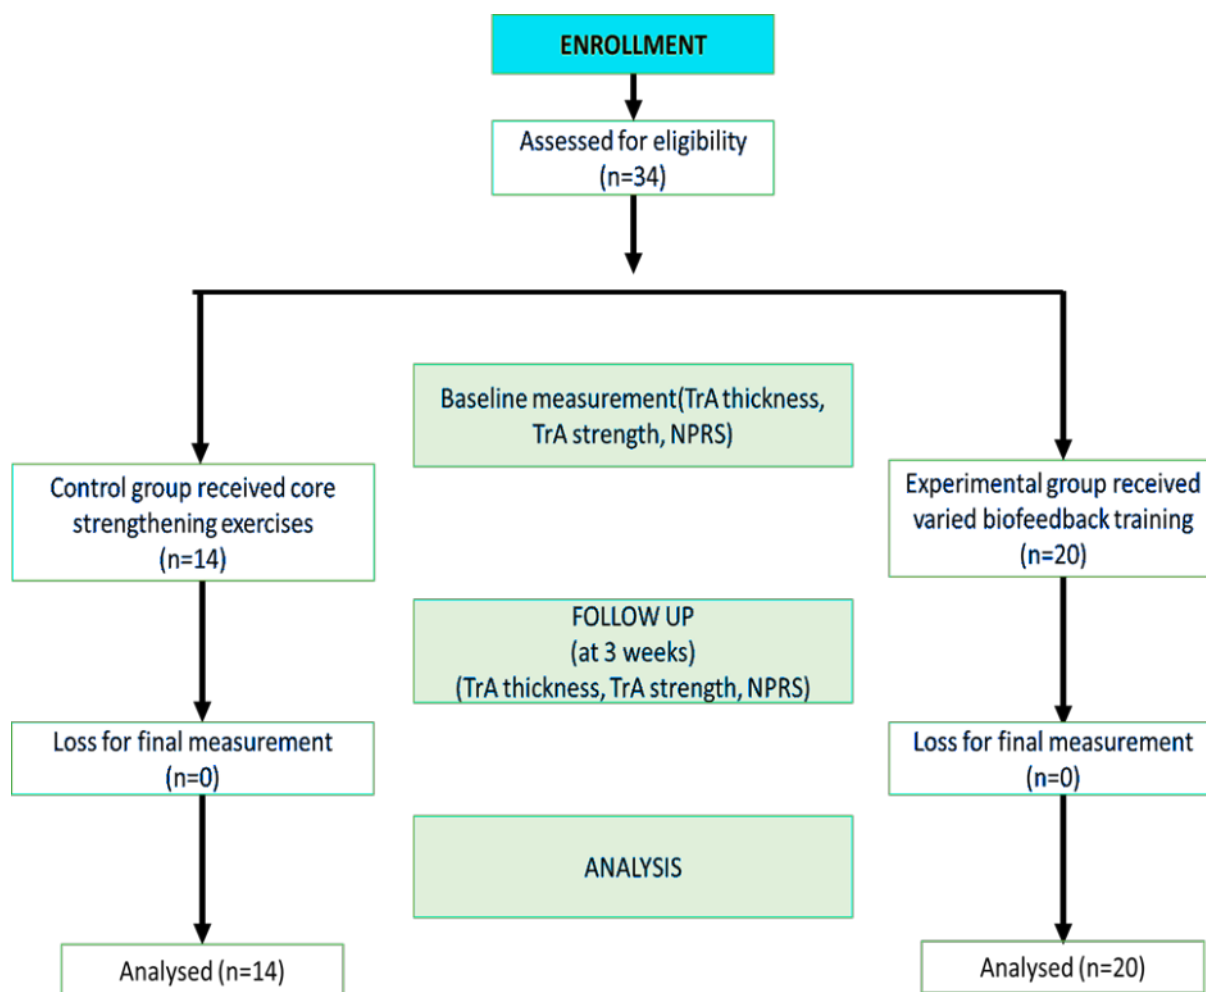 ENROLLMENT
Assessed for eligibility
(n=34)
Baseline measurement(TrA thickness,
TrA strength, NPRS)
Control group received core
strengthening exercises
(n=14)
Experimental group received
varied biofeedback training
(n=20)
FOLLOW UP
(at 3 weeks)
(TrA thickness, TrA strength, NPRS)
Loss for final measurement
(n=0)
Loss for final measurement
(n=0)
ANALYSIS
Analysed (n=14)
Analysed (n=20)